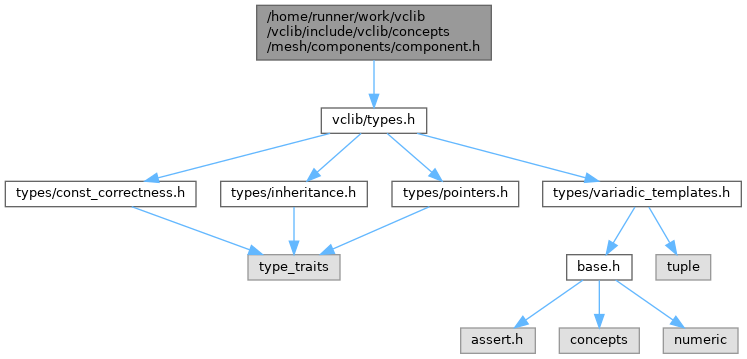 /home/runner/work/vclib
/vclib/include/vclib/concepts
/mesh/components/component.h
vclib/types.h
types/const_correctness.h
types/inheritance.h
types/pointers.h
types/variadic_templates.h
type_traits
base.h
tuple
assert.h
concepts
numeric